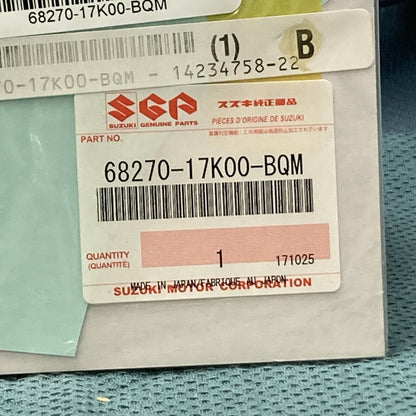 68270-17K00-BQM
(1) B
70-17K00-BQM - 14234758-22
SGP スズキ純正部品
SUZUKI GENUINE PARTS PIÈCES D'ORIGINE DE SUZUKI
PART NO.
68270-17K00-BQM
QUANTITY
(QUANTITÉ) 1 171025
MADE IN JAPAN/FABRIQUE AU JAPON
SUZUKI MOTOR CORPORATION